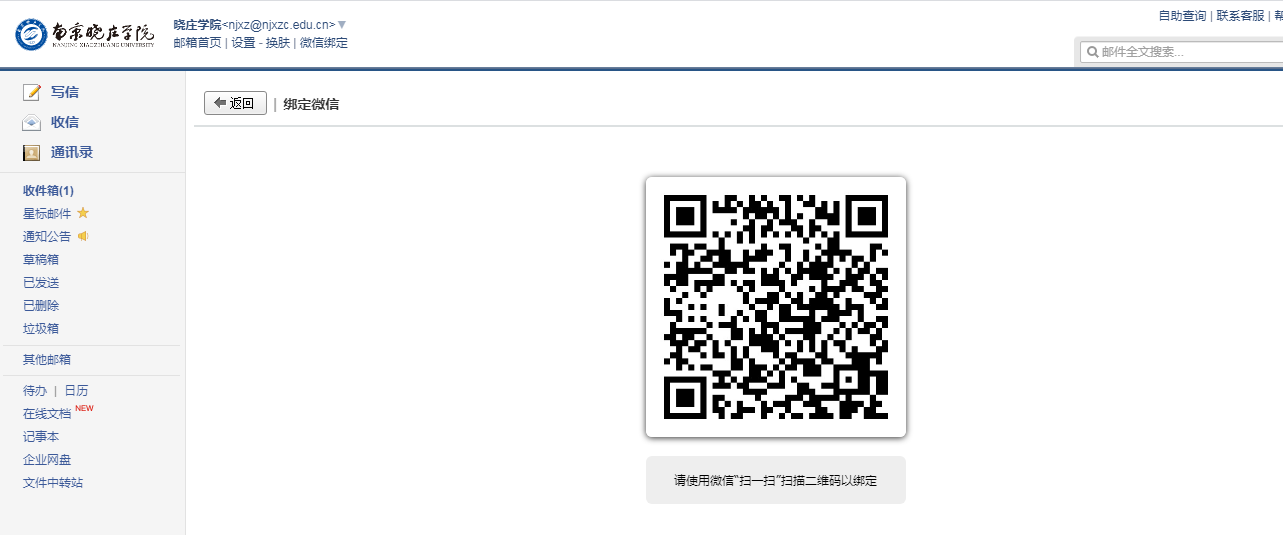 南京晓庄学院
NANJING XIAOZHUANG UNIVERSITY
晓庄学院<njxz@njxzc.edu.cn>
邮箱首页 | 设置 - 换肤 | 微信绑定
自助查询 | 联系客服 | 帮
邮件全文搜索...
写信
收信
通讯录
返回 | 绑定微信
收件箱(1)
星标邮件
通知公告
草稿箱
已发送
已删除
垃圾箱
其他邮箱
待办 | 日历
在线文档 NEW
记事本
企业网盘
文件中转站
请使用微信“扫一扫”扫描二维码以绑定